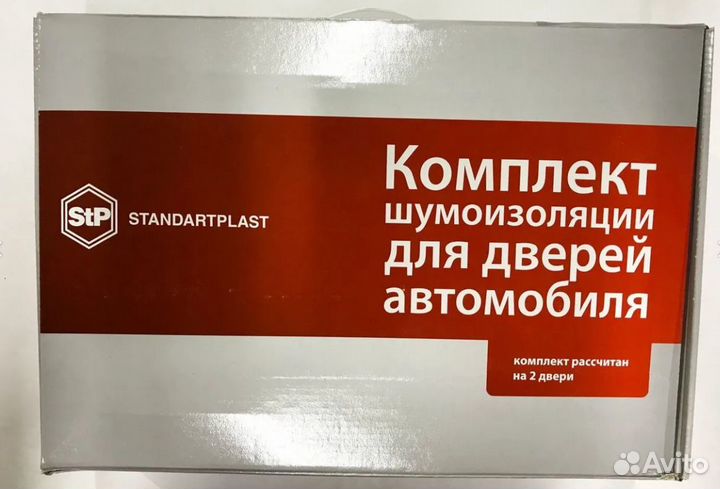 StP
STANDARTPLAST
Комплект
шумоизоляции
для дверей
автомобиля
комплект рассчитан
на 2 двери
Avito